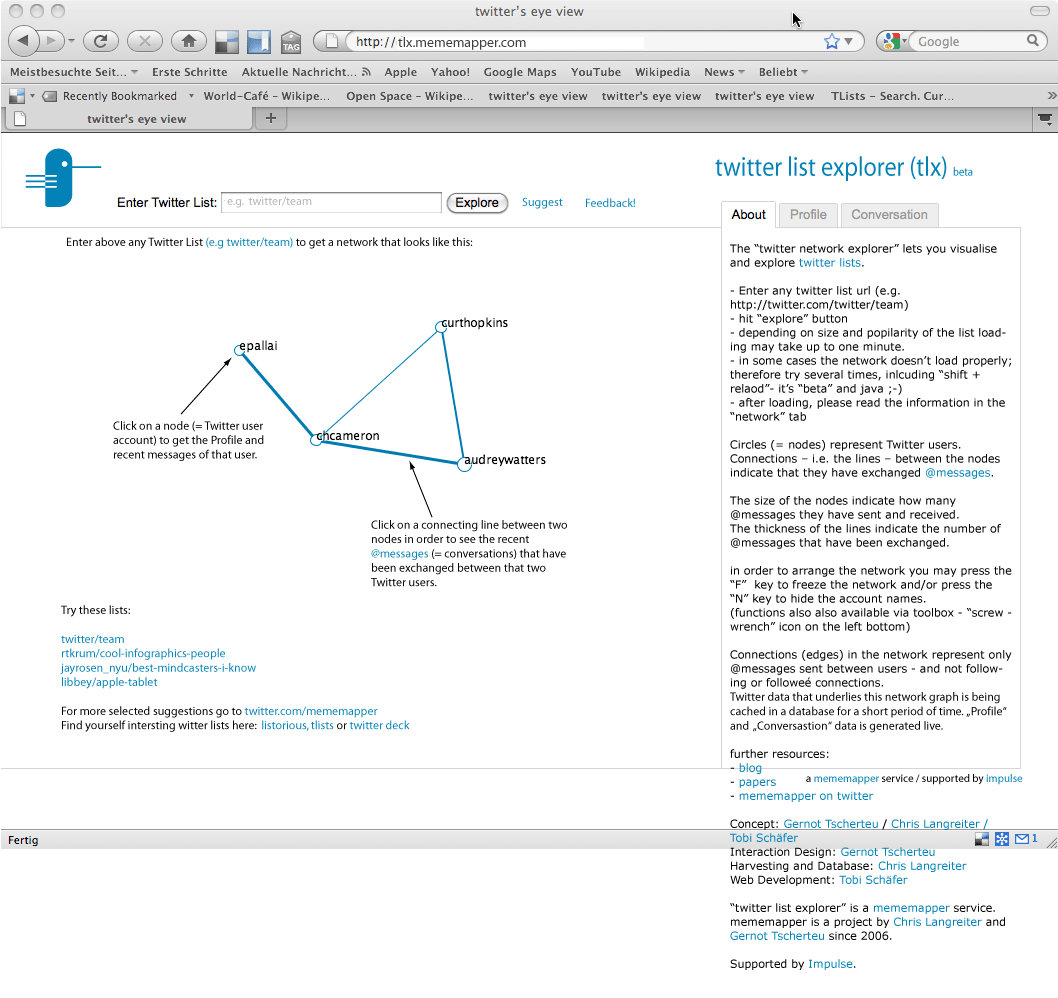 twitter's eye view
http://tlx.mememapper.com
Google
TAG
Meistbesuchte Seit... Erste Schritte Aktuelle Nachricht... Apple Yahoo! Google Maps YouTube Wikipedia News Beliebt
Recently Bookmarked World-Café - Wikipe... Open Space - Wikipe... twitter's eye view twitter's eye view twitter's eye view TLists - Search. Cur... »
twitter's eye view +
twitter list explorer (tlx) beta
Enter Twitter List: e.g. twitter/team Explore Suggest Feedback!
About Profile Conversation
Enter above any Twitter List (e.g twitter/team) to get a network that looks like this:
epallai
curthopkins
chcameron
audreywatters
Click on a node (= Twitter user
account) to get the Profile and
recent messages of that user.
Click on a connecting line between two
nodes in order to see the recent
@messages (= conversations) that have
been exchanged between that two
Twitter users.
Try these lists:
twitter/team
rtkrum/cool-infographics-people
jayrosen_nyu/best-mindcasters-i-know
libbey/apple-tablet
For more selected suggestions go to twitter.com/mememapper
Find yourself intersting witter lists here: listorious, tlists or twitter deck
The “twitter network explorer” lets you visualise
and explore twitter lists.
- Enter any twitter list url (e.g.
http://twitter.com/twitter/team)
- hit “explore” button
- depending on size and popilarity of the list load-
ing may take up to one minute.
- in some cases the network doesn’t load properly;
therefore try several times, inlcuding “shift +
relaod”- it’s “beta” and java ;-)
- after loading, please read the information in the
“network” tab
Circles (= nodes) represent Twitter users.
Connections – i.e. the lines – between the nodes
indicate that they have exchanged @messages.
The size of the nodes indicate how many
@messages they have sent and received.
The thickness of the lines indicate the number of
@messages that have been exchanged.
in order to arrange the network you may press the
“F” key to freeze the network and/or press the
“N” key to hide the account names.
(functions also also available via toolbox - “screw -
wrench” icon on the left bottom)
Connections (edges) in the network represent only
@messages sent between users - and not follow-
ing or followeé connections.
Twitter data that underlies this network graph is being
cached in a database for a short period of time. „Profile“
and „Conversastion“ data is generated live.
further resources:
- blog
- papers
- mememapper on twitter
a mememapper service / supported by impulse
Concept: Gernot Tscherteu / Chris Langreiter /
Tobi Schäfer
Interaction Design: Gernot Tscherteu
Harvesting and Database: Chris Langreiter
Web Development: Tobi Schäfer
“twitter list explorer” is a mememapper service.
mememapper is a project by Chris Langreiter and
Gernot Tscherteu since 2006.
Supported by Impulse.
Fertig
1